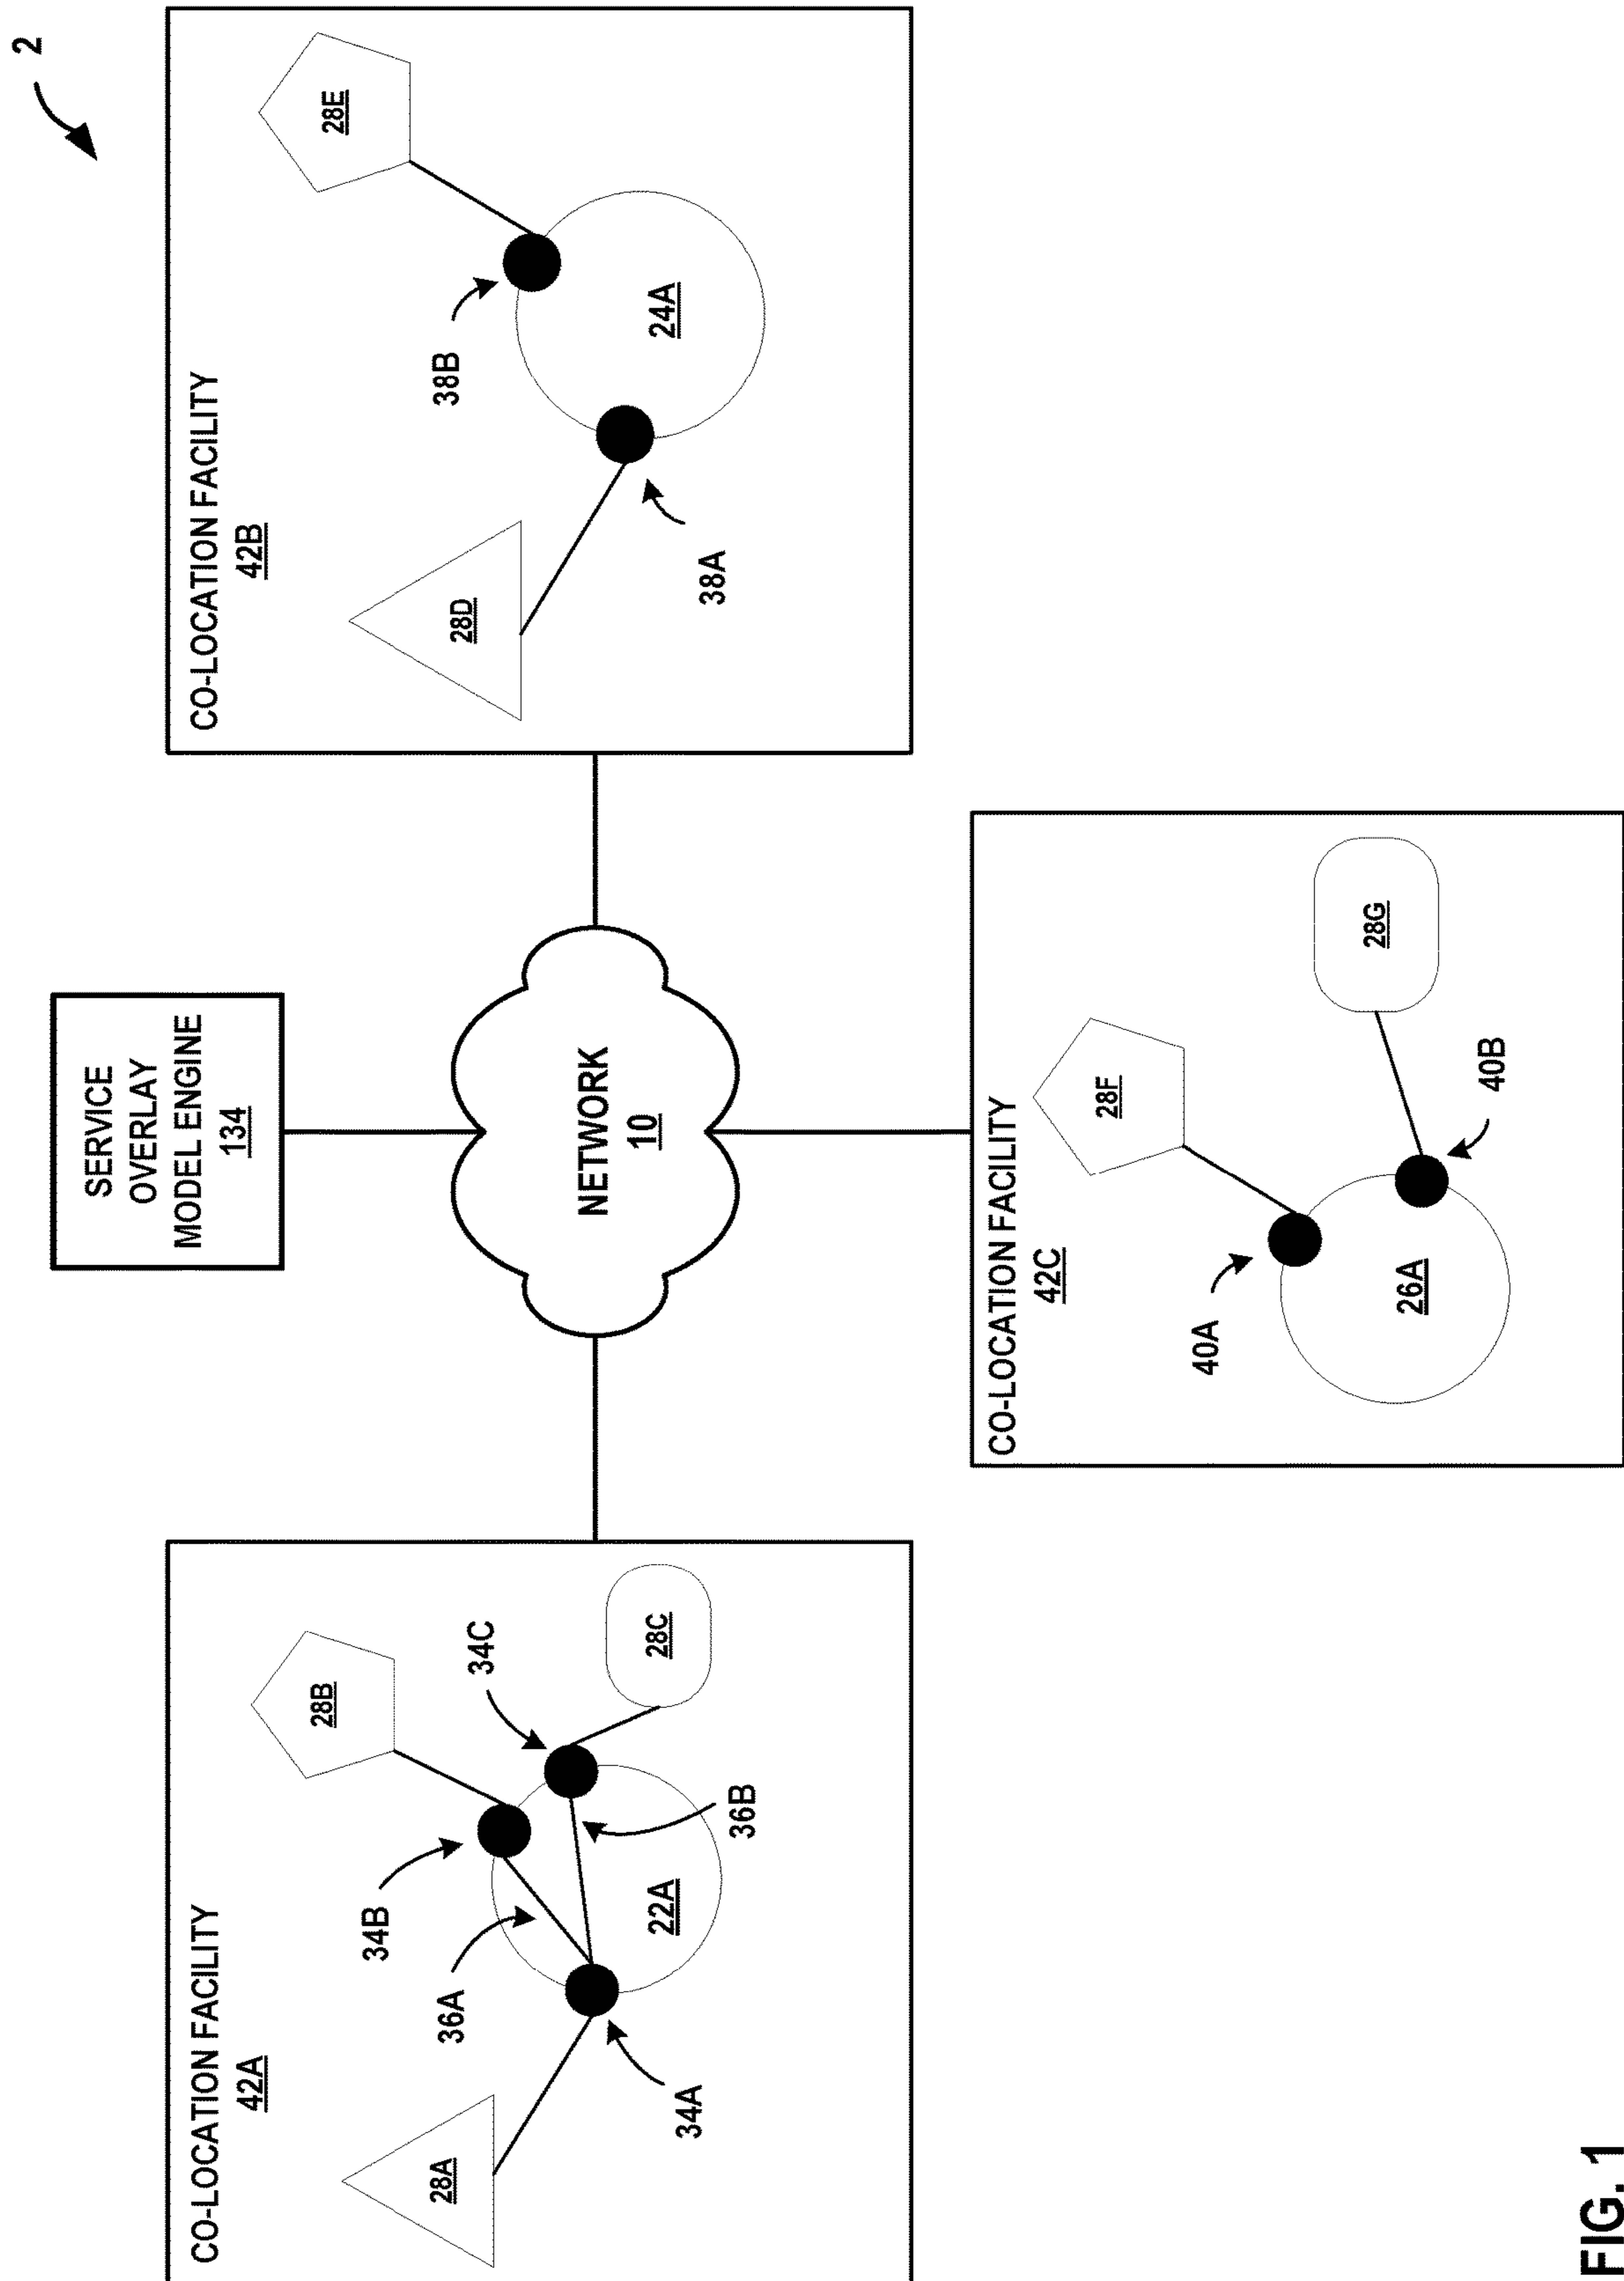 2
SERVICE
OVERLAY
MODEL ENGINE
134
NETWORK
10
CO-LOCATION FACILITY
42A
28A
28B
28C
34A
34B
34C
36A
36B
22A
CO-LOCATION FACILITY
42B
28D
28E
38A
38B
24A
CO-LOCATION FACILITY
42C
28F
28G
40A
40B
26A
FIG. 1